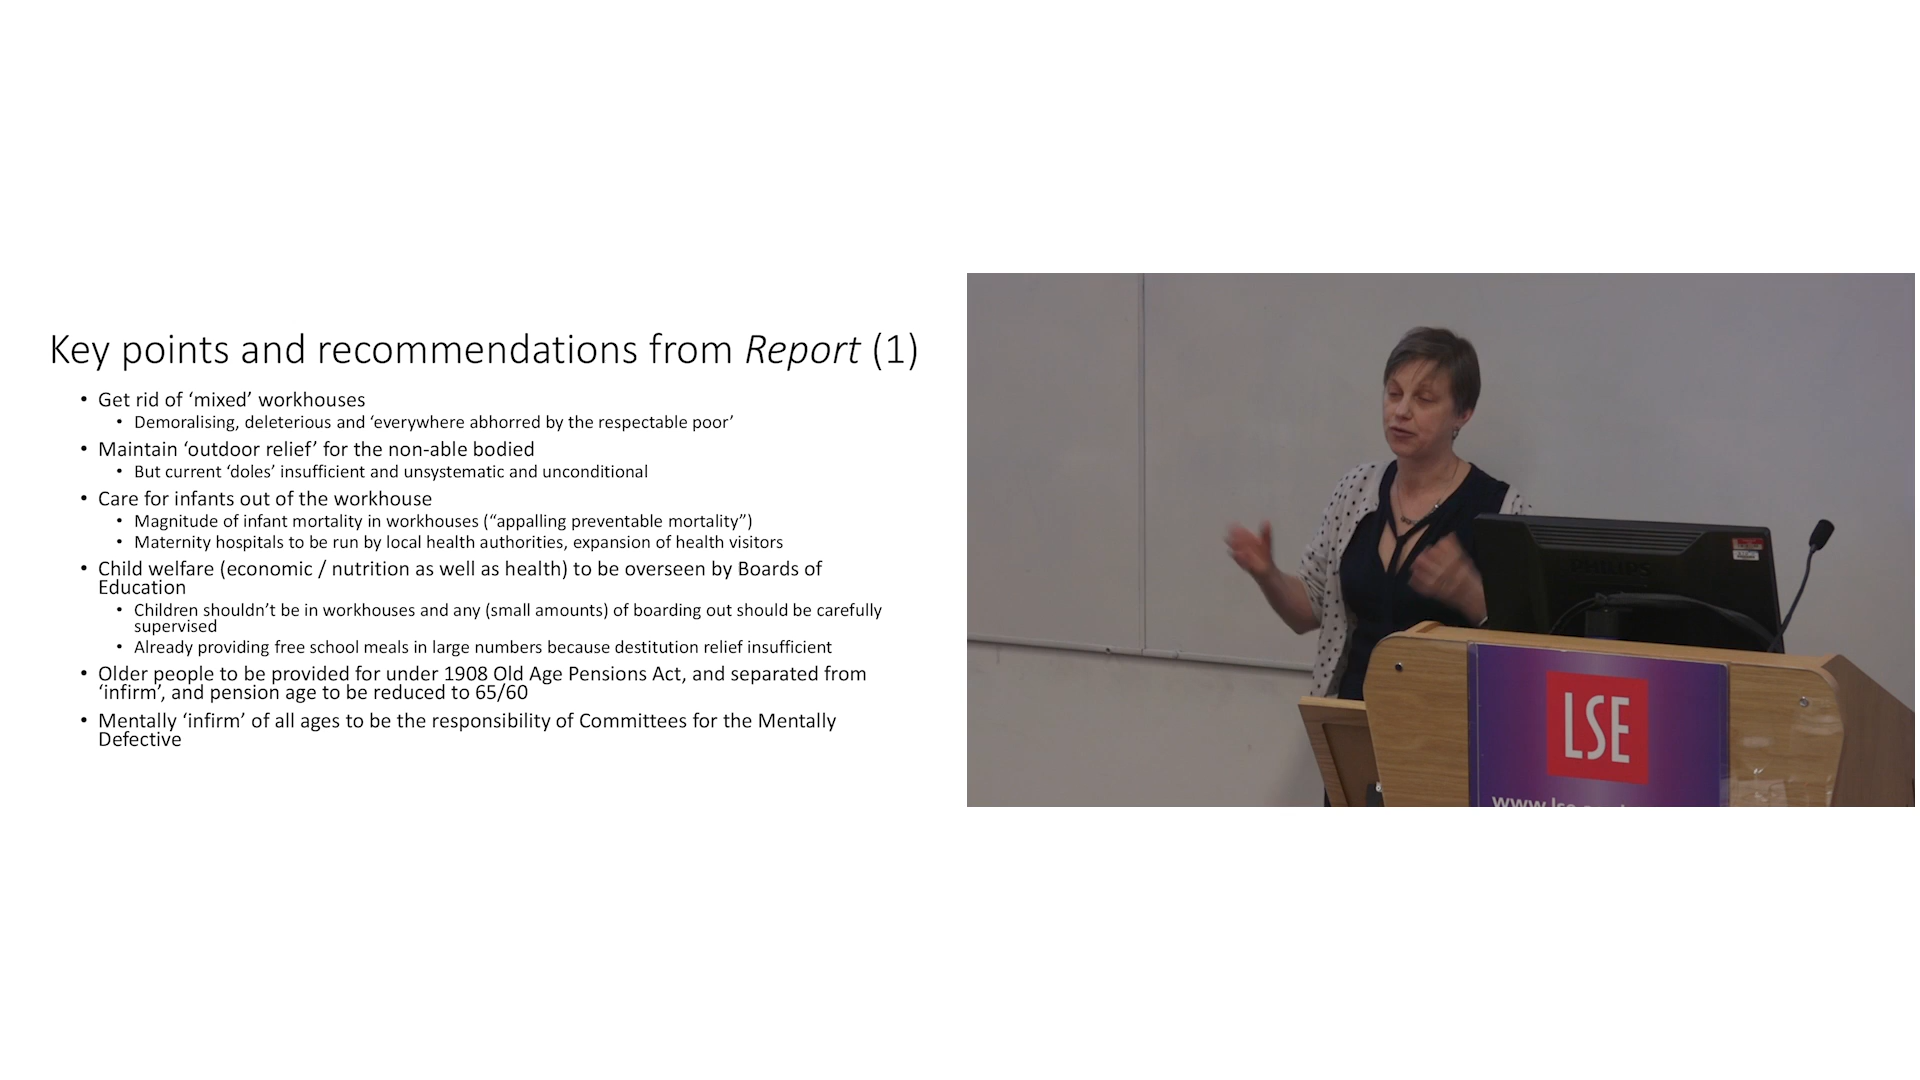 Key points and recommendations from Report (1)
• Get rid of ‘mixed’ workhouses
• Demoralising, deleterious and ‘everywhere abhorred by the respectable poor’
• Maintain ‘outdoor relief’ for the non-able bodied
• But current ‘doles’ insufficient and unsystematic and unconditional
• Care for infants out of the workhouse
• Magnitude of infant mortality in workhouses (“appalling preventable mortality”)
• Maternity hospitals to be run by local health authorities, expansion of health visitors
• Child welfare (economic / nutrition as well as health) to be overseen by Boards of
Education
• Children shouldn’t be in workhouses and any (small amounts) of boarding out should be carefully
supervised
• Already providing free school meals in large numbers because destitution relief insufficient
• Older people to be provided for under 1908 Old Age Pensions Act, and separated from
‘infirm’, and pension age to be reduced to 65/60
• Mentally ‘infirm’ of all ages to be the responsibility of Committees for the Mentally
Defective
PHILIPS
LSE